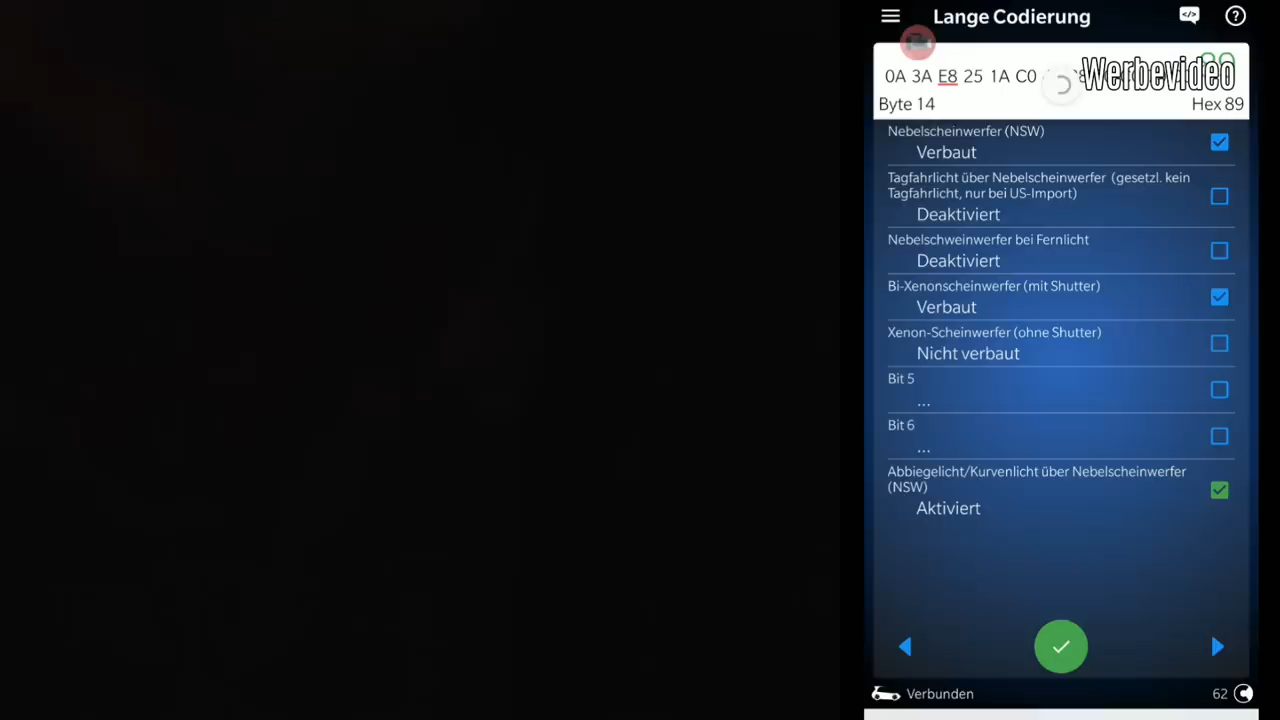 Lange Codierung
0A 3A E8 25 1A C0
Werbevideo
Byte 14
Hex 89
Nebelscheinwerfer (NSW)
Verbaut
Tagfahrlicht über Nebelscheinwerfer (gesetzl. kein
Tagfahrlicht, nur bei US-Import)
Deaktiviert
Nebelschweinwerfer bei Fernlicht
Deaktiviert
Bi-Xenonscheinwerfer (mit Shutter)
Verbaut
Xenon-Scheinwerfer (ohne Shutter)
Nicht verbaut
Bit 5
...
Bit 6
...
Abbiegelicht/Kurvenlicht über Nebelscheinwerfer
(NSW)
Aktiviert
Verbunden
62